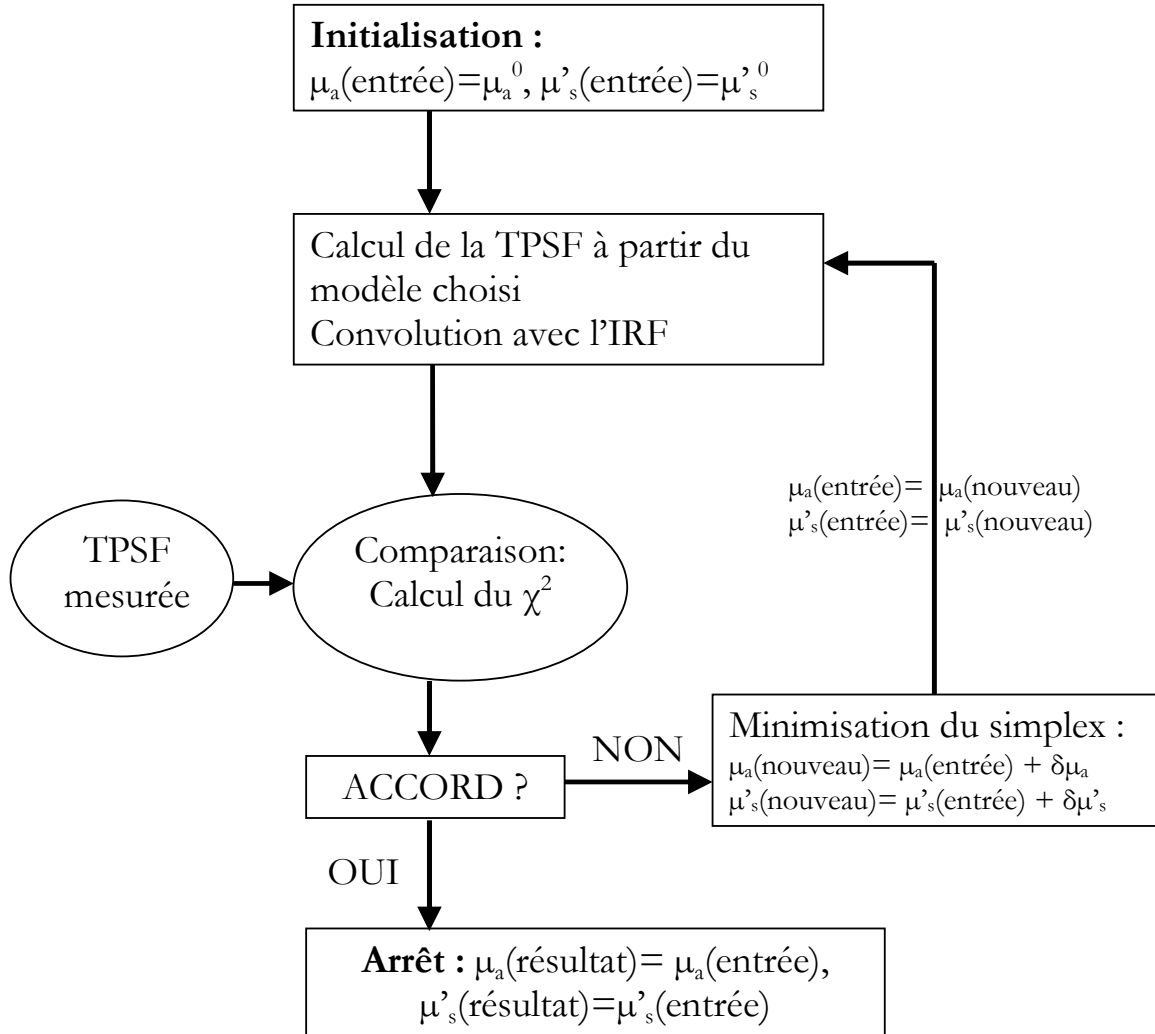 Initialisation :
μₐ(entrée)=μₐ⁰, μ’ₛ(entrée)=μ’ₛ⁰
Calcul de la TPSF à partir du
modèle choisi
Convolution avec l’IRF
μₐ(entrée)= μₐ(nouveau)
μ’ₛ(entrée)= μ’ₛ(nouveau)
TPSF
mesurée
Comparaison:
Calcul du χ²
Minimisation du simplex :
μₐ(nouveau)= μₐ(entrée) + δμₐ
μ’ₛ(nouveau)= μ’ₛ(entrée) + δμ’ₛ
NON
ACCORD ?
OUI
Arrêt : μₐ(résultat)= μₐ(entrée),
μ’ₛ(résultat)=μ’ₛ(entrée)